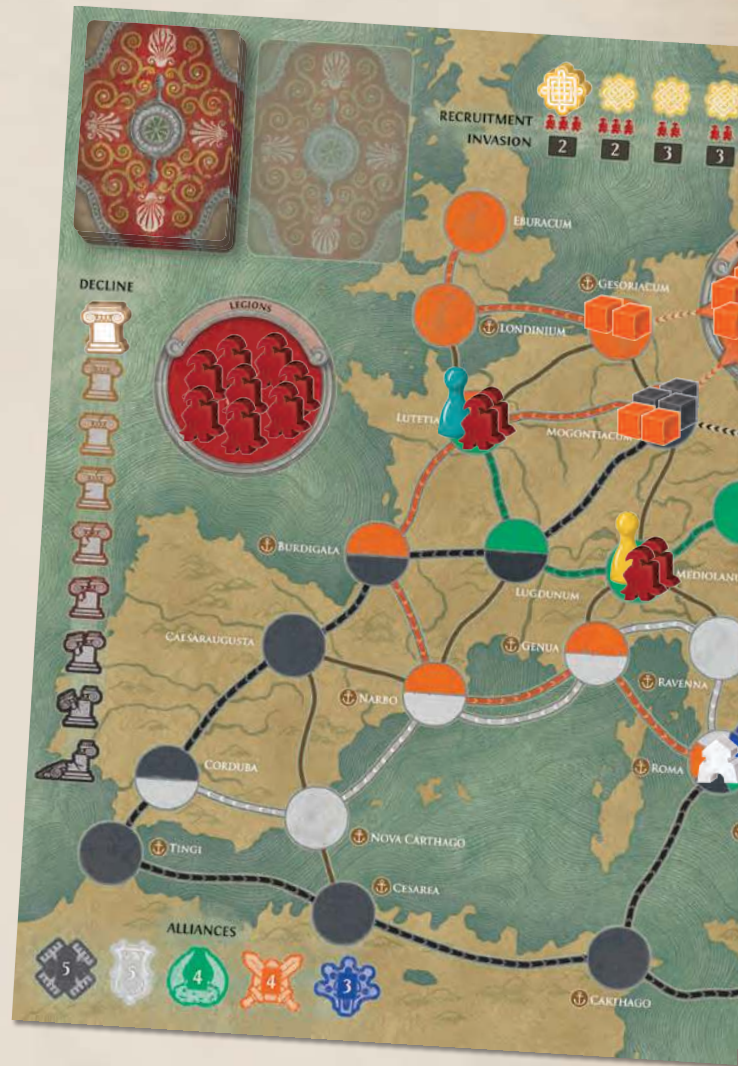 RECRUITMENT
INVASION
2
2
3
3
EBURACUM
DECLINE
GESORIACUM
LEGIONS
LONDINIUM
LUTETIA
MOGONTIACUM
BURDIGALA
MEDIOLANU
LUGDUNUM
CAESARAUGUSTA
GENUA
NARBO
RAVENNA
CORDUBA
ROMA
TINGI
NOVA CARTHAGO
CESAREA
ALLIANCES
5
5
4
4
3
CARTHAGO